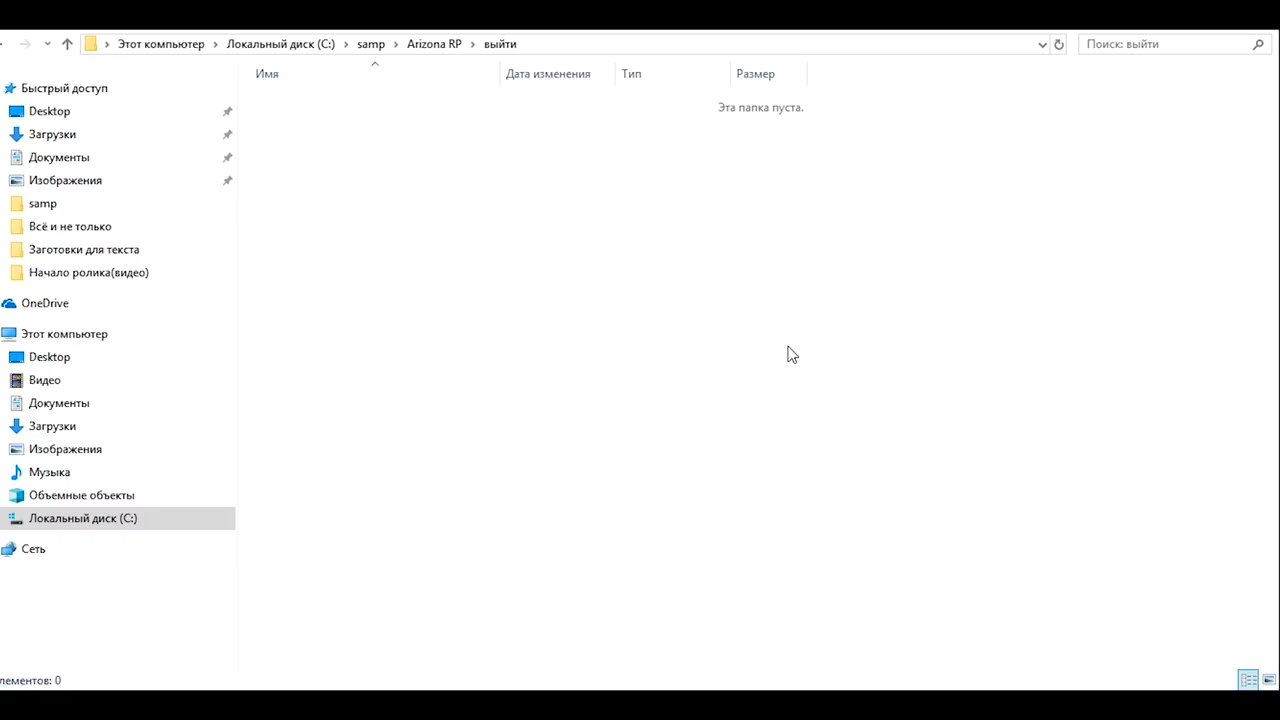 Этот компьютер > Локальный диск (C:) > samp > Arizona RP > выйти
Поиск: выйти
Имя Дата изменения Тип Размер
Эта папка пуста.
Быстрый доступ
Desktop
Загрузки
Документы
Изображения
samp
Всё и не только
Заготовки для текста
Начало ролика(видео)
OneDrive
Этот компьютер
Desktop
Видео
Документы
Загрузки
Изображения
Музыка
Объемные объекты
Локальный диск (C:)
Сеть
лементов: 0